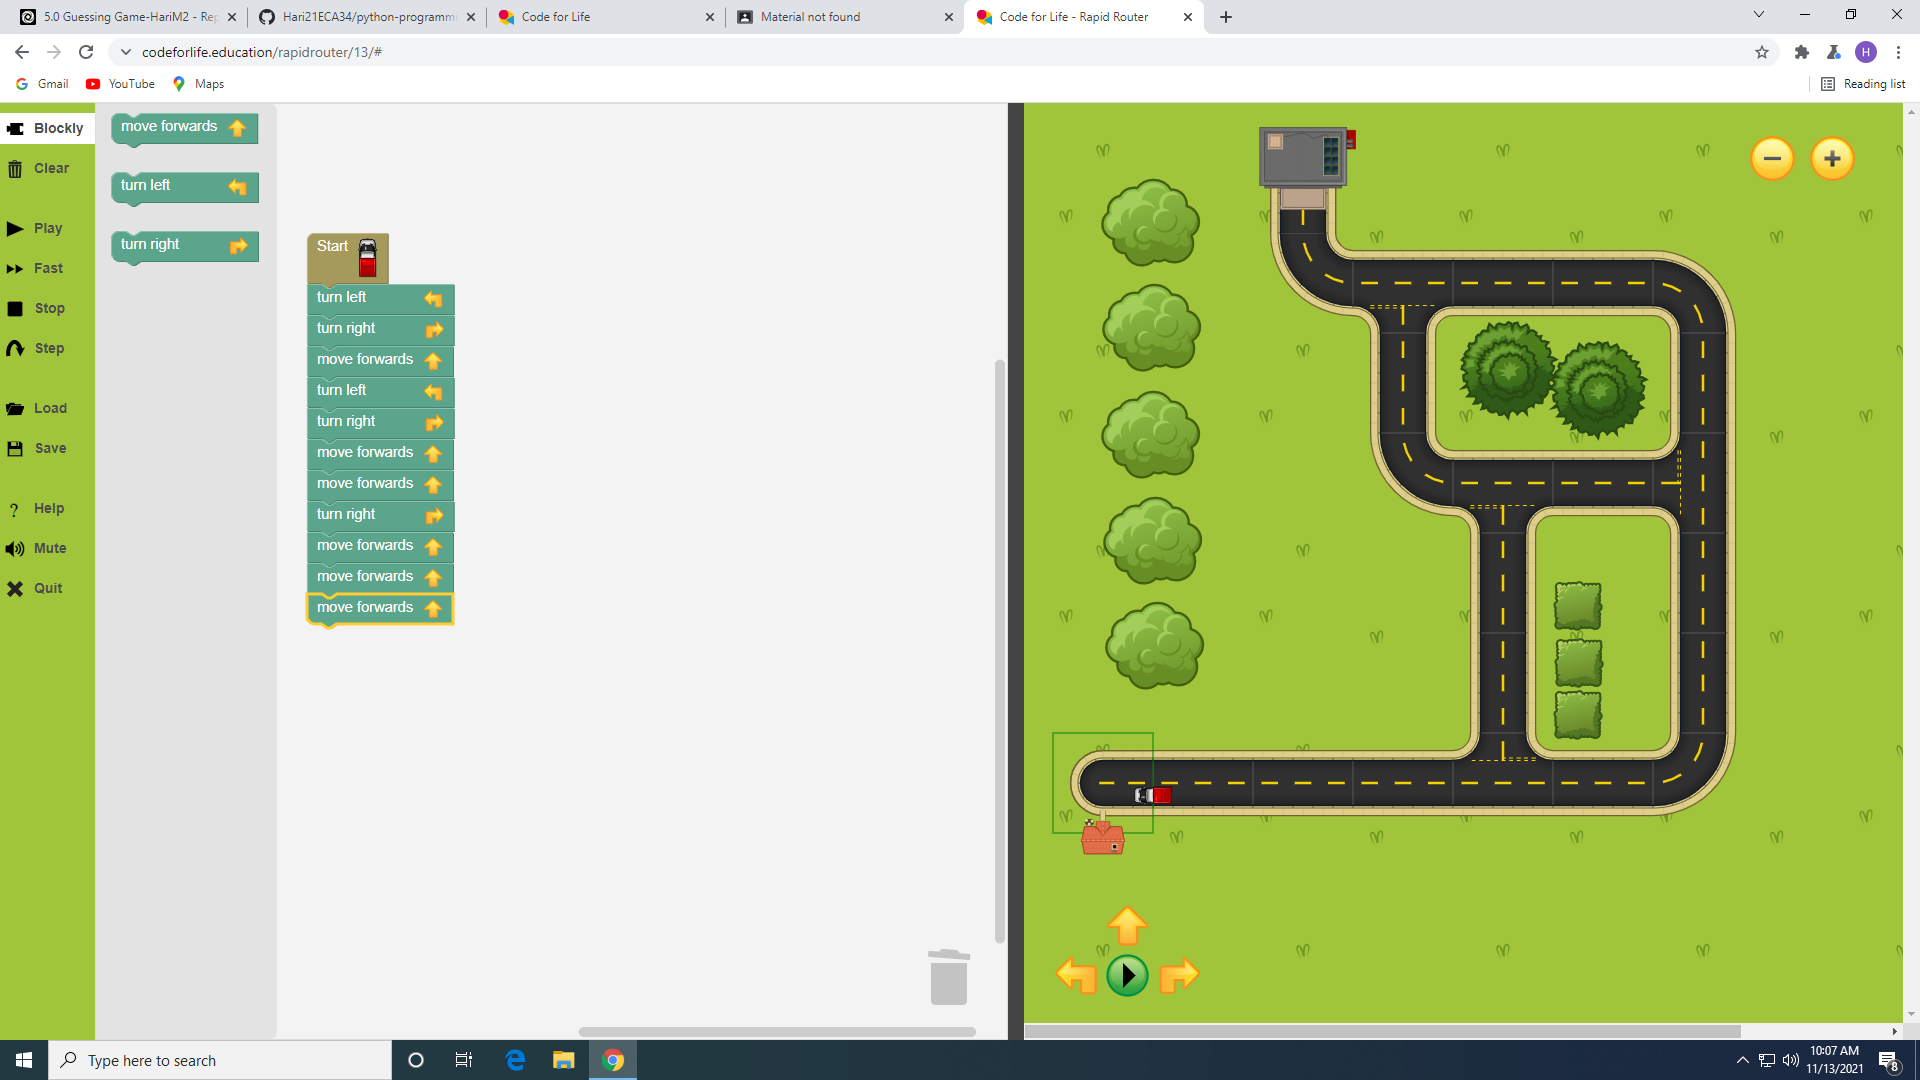 5.0 Guessing Game-HariM2 - Rep
Hari21ECA34/python-programmi
Code for Life
Material not found
Code for Life - Rapid Router
codeforlife.education/rapidrouter/13/#
H
Gmail
YouTube
Maps
Reading list
Blockly
Clear
Play
Fast
Stop
Step
Load
Save
Help
Mute
Quit
move forwards
turn left
turn right
Start
turn left
turn right
move forwards
turn left
turn right
move forwards
move forwards
turn right
move forwards
move forwards
move forwards
Type here to search
10:07 AM
11/13/2021
8